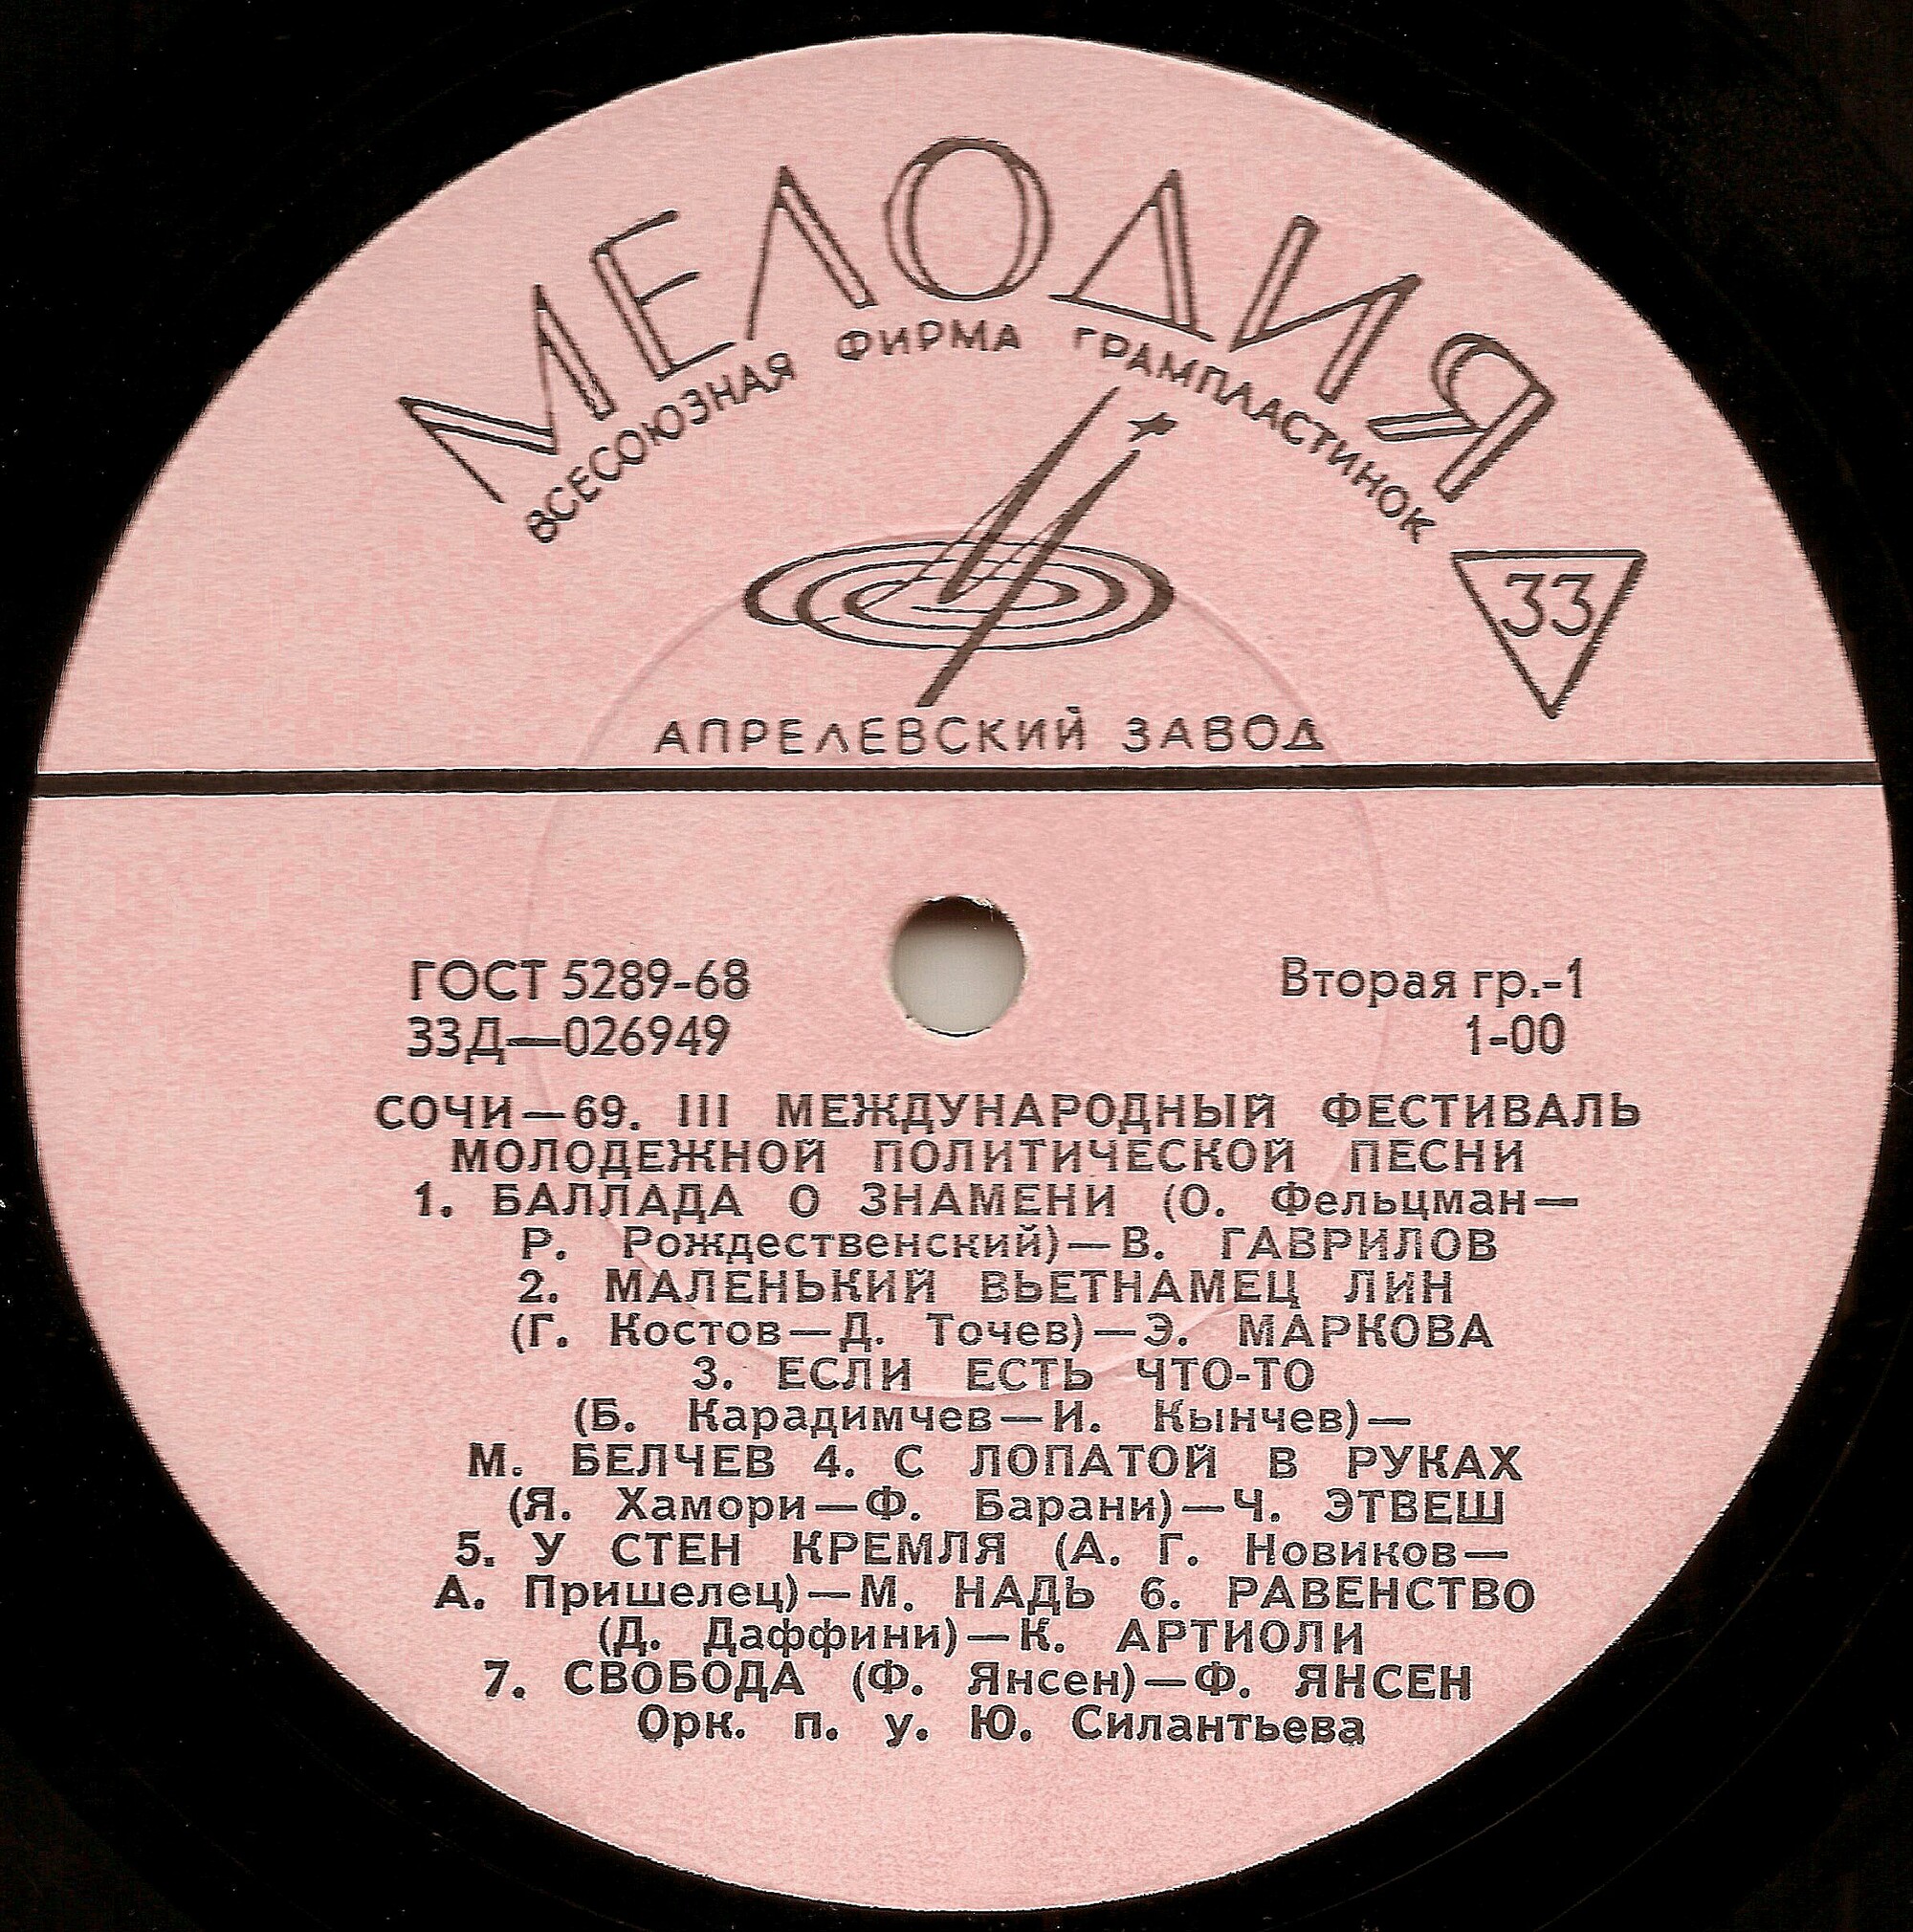 МЕЛОДИЯ
ВСЕСОЮЗНАЯ ФИРМА ГРАМПЛАСТИНОК
33
АПРЕЛЕВСКИЙ ЗАВОД
ГОСТ 5289-68
Вторая гр.-1
33Д—026949
1-00
СОЧИ—69. III МЕЖДУНАРОДНЫЙ ФЕСТИВАЛЬ
МОЛОДЕЖНОЙ ПОЛИТИЧЕСКОЙ ПЕСНИ
1. БАЛЛАДА О ЗНАМЕНИ (О. Фельцман—
Р. Рождественский)—В. ГАВРИЛОВ
2. МАЛЕНЬКИЙ ВЬЕТНАМЕЦ ЛИН
(Г. Костов—Д. Точев)—Э. МАРКОВА
3. ЕСЛИ ЕСТЬ ЧТО-ТО
(Б. Карадимчев—И. Кынчев)—
М. БЕЛЧЕВ 4. С ЛОПАТОЙ В РУКАХ
(Я. Хамори—Ф. Барани)—Ч. ЭТВЕШ
5. У СТЕН КРЕМЛЯ (А. Г. Новиков—
А. Пришелец)—М. НАДЬ 6. РАВЕНСТВО
(Д. Даффини)—К. АРТИОЛИ
7. СВОБОДА (Ф. Янсен)—Ф. ЯНСЕН
Орк. п. у. Ю. Силантьева